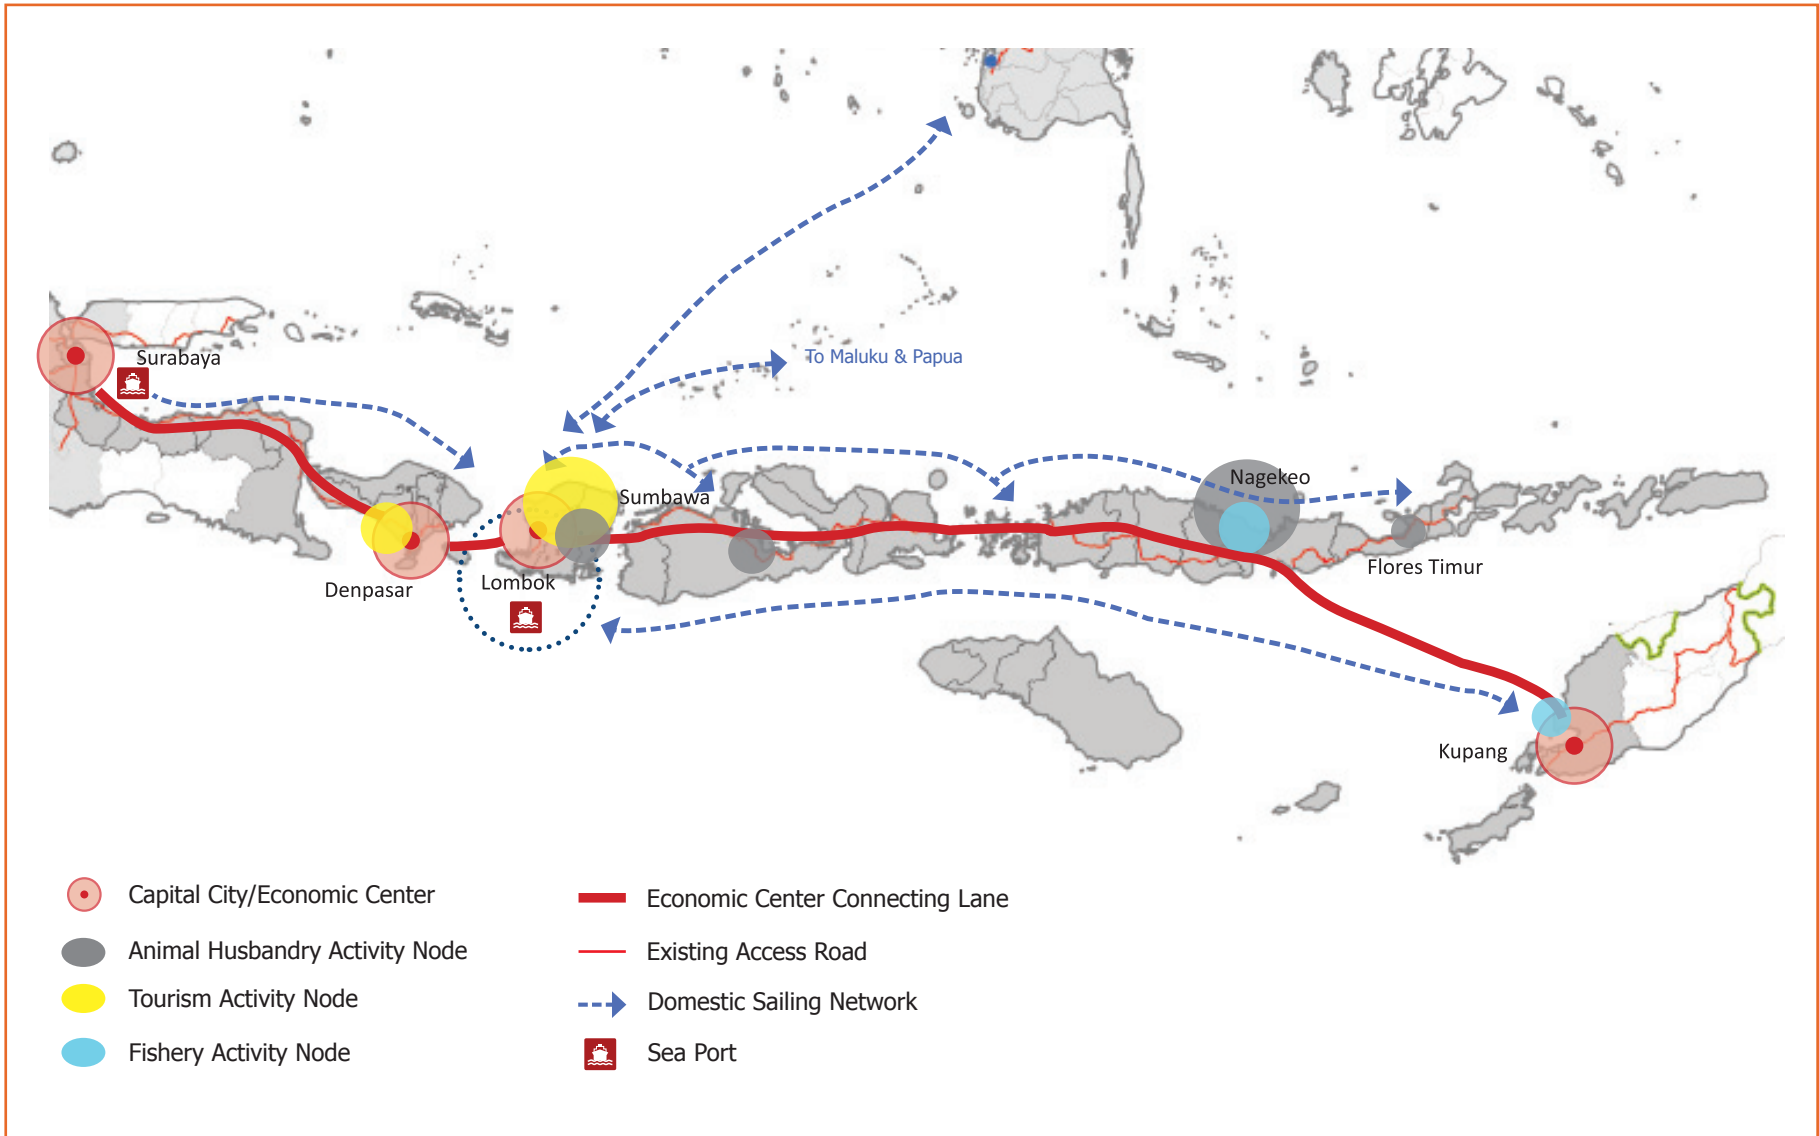 Surabaya
To Maluku & Papua
Nagekeo
Sumbawa
Denpasar
Lombok
Flores Timur
Kupang
Capital City/Economic Center
Animal Husbandry Activity Node
Tourism Activity Node
Fishery Activity Node
Economic Center Connecting Lane
Existing Access Road
Domestic Sailing Network
Sea Port